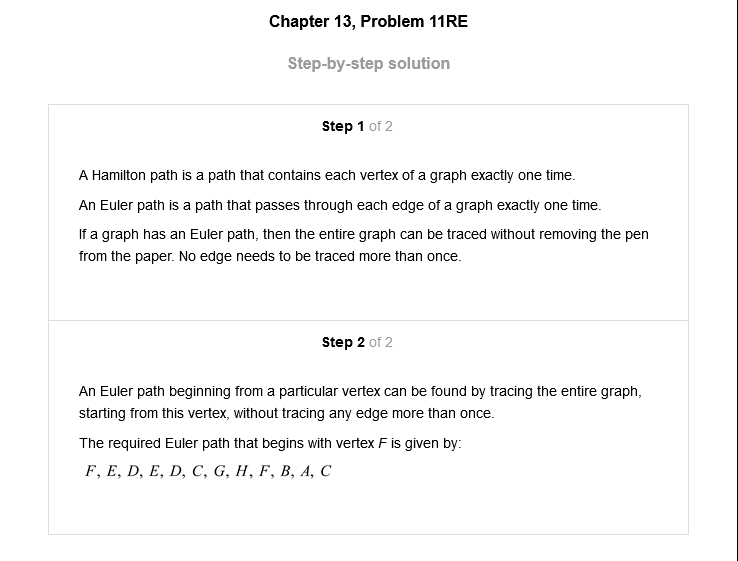 Chapter 13, Problem 11RE
Step-by-step solution
Step 1 of 2
A Hamilton path is a path that contains each vertex of a graph exactly one time.
An Euler path is a path that passes through each edge of a graph exactly one time.
If a graph has an Euler path, then the entire graph can be traced without removing the pen
from the paper. No edge needs to be traced more than once.
Step 2 of 2
An Euler path beginning from a particular vertex can be found by tracing the entire graph,
starting from this vertex, without tracing any edge more than once.
The required Euler path that begins with vertex F is given by:
F, E, D, E, D, C, G, H, F, B, A, C